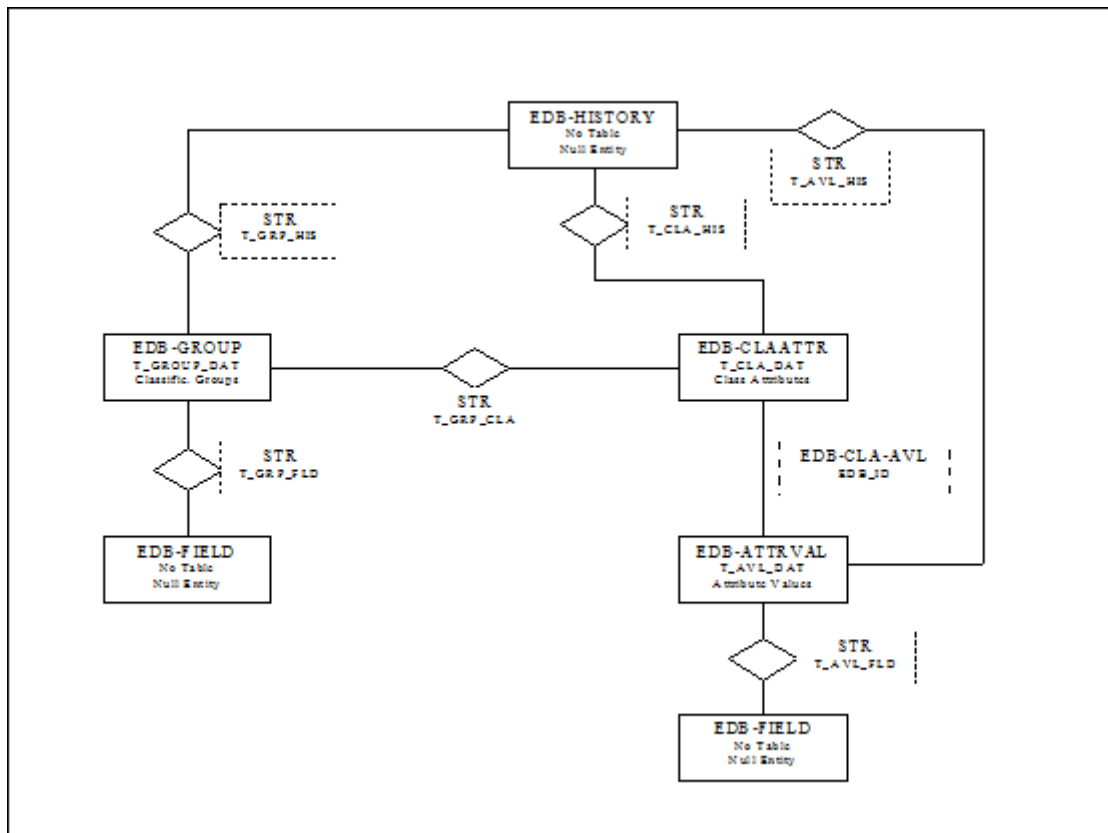 EDB-HISTORY
No Table
Null Entity
STR
T_AVL_HIS
STR
T_GRP_HIS
STR
T_CLA_HIS
EDB-GROUP
T_GROUP_DAT
Classific. Groups
EDB-CLAATTR
T_CLA_DAT
Class Attributes
STR
T_GRP_CLA
STR
T_GRP_FLD
EDB-CLA-AVL
EDB_ID
EDB-FIELD
No Table
Null Entity
EDB-ATTRVAL
T_AVL_DAT
Attribute Values
STR
T_AVL_FLD
EDB-FIELD
No Table
Null Entity